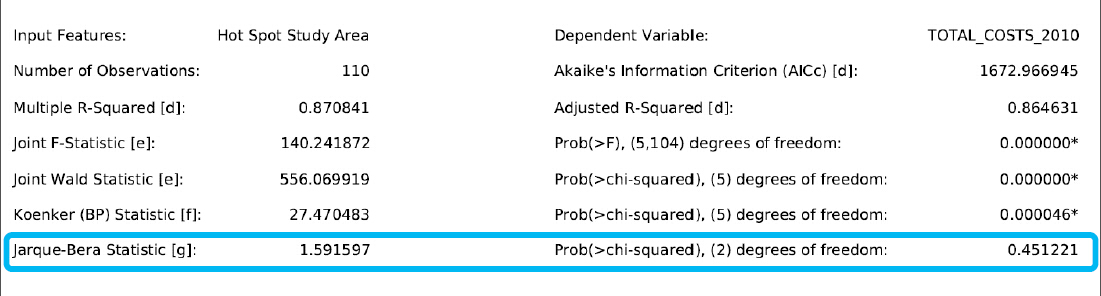 Input Features: Hot Spot Study Area Dependent Variable: TOTAL_COSTS_2010
Number of Observations: 110 Akaike's Information Criterion (AICc) [d]: 1672.966945
Multiple R-Squared [d]: 0.870841 Adjusted R-Squared [d]: 0.864631
Joint F-Statistic [e]: 140.241872 Prob(>F), (5,104) degrees of freedom: 0.000000*
Joint Wald Statistic [e]: 556.069919 Prob(>chi-squared), (5) degrees of freedom: 0.000000*
Koenker (BP) Statistic [f]: 27.470483 Prob(>chi-squared), (5) degrees of freedom: 0.000046*
Jarque-Bera Statistic [g]: 1.591597 Prob(>chi-squared), (2) degrees of freedom: 0.451221